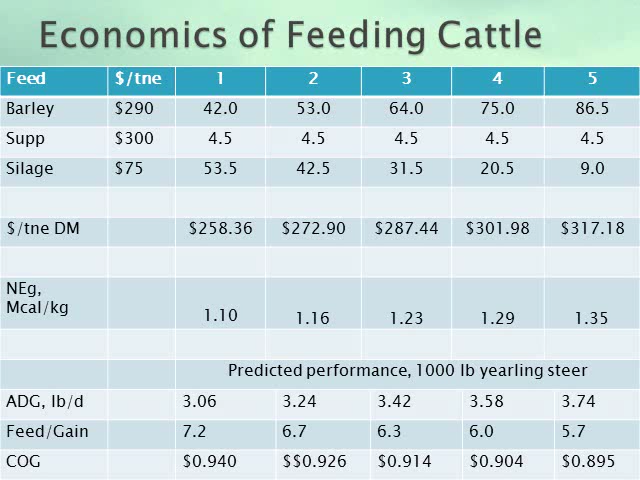 Economics of Feeding Cattle
Feed $/tne 1 2 3 4 5
Barley $290 42.0 53.0 64.0 75.0 86.5
Supp $300 4.5 4.5 4.5 4.5 4.5
Silage $75 53.5 42.5 31.5 20.5 9.0
$/tne DM $258.36 $272.90 $287.44 $301.98 $317.18
NEg,
Mcal/kg 1.10 1.16 1.23 1.29 1.35
Predicted performance, 1000 lb yearling steer
ADG, lb/d 3.06 3.24 3.42 3.58 3.74
Feed/Gain 7.2 6.7 6.3 6.0 5.7
COG $0.940 $$0.926 $0.914 $0.904 $0.895